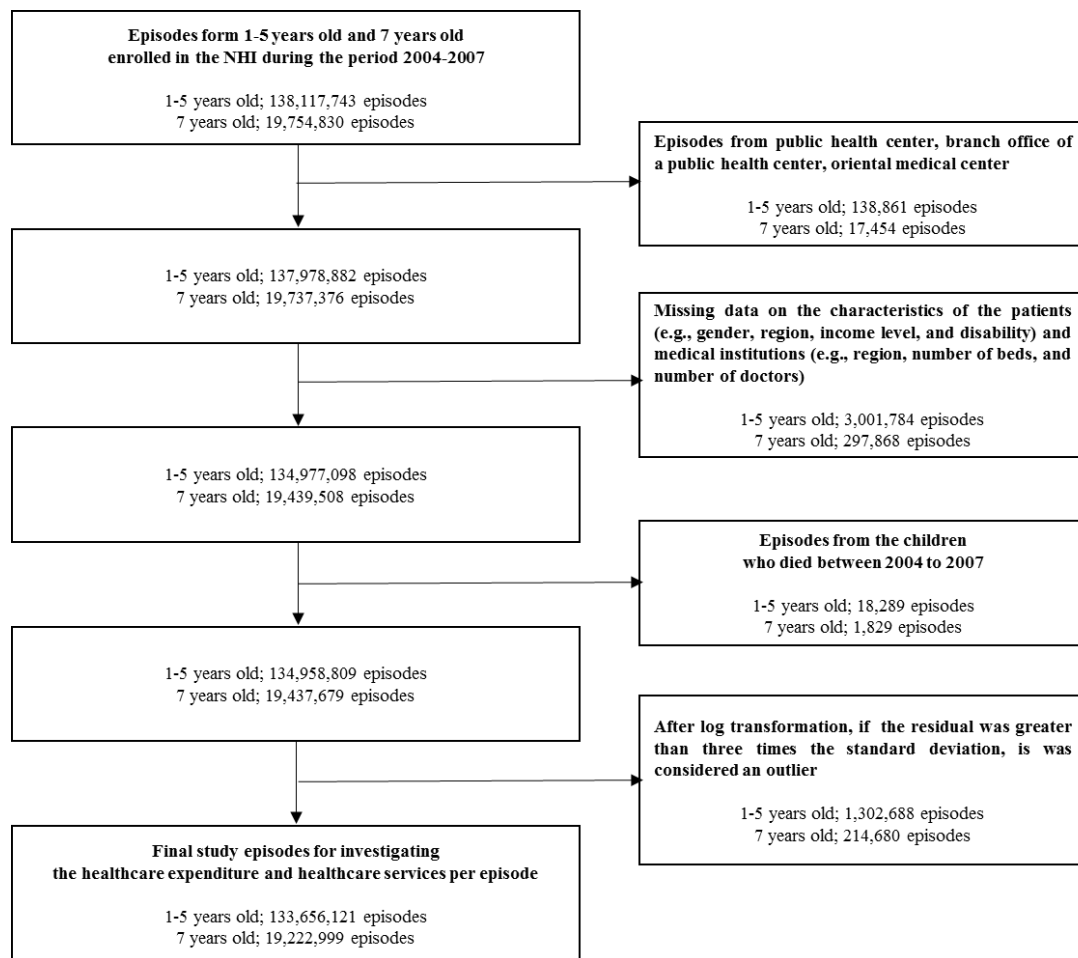 Episodes form 1-5 years old and 7 years old
enrolled in the NHI during the period 2004-2007
1-5 years old; 138,117,743 episodes
7 years old; 19,754,830 episodes
Episodes from public health center, branch office of
a public health center, oriental medical center
1-5 years old; 138,861 episodes
7 years old; 17,454 episodes
1-5 years old; 137,978,882 episodes
7 years old; 19,737,376 episodes
Missing data on the characteristics of the patients
(e.g., gender, region, income level, and disability) and
medical institutions (e.g., region, number of beds, and
number of doctors)
1-5 years old; 3,001,784 episodes
7 years old; 297,868 episodes
1-5 years old; 134,977,098 episodes
7 years old; 19,439,508 episodes
Episodes from the children
who died between 2004 to 2007
1-5 years old; 18,289 episodes
7 years old; 1,829 episodes
1-5 years old; 134,958,809 episodes
7 years old; 19,437,679 episodes
After log transformation, if the residual was greater
than three times the standard deviation, is was
considered an outlier
1-5 years old; 1,302,688 episodes
7 years old; 214,680 episodes
Final study episodes for investigating
the healthcare expenditure and healthcare services per episode
1-5 years old; 133,656,121 episodes
7 years old; 19,222,999 episodes